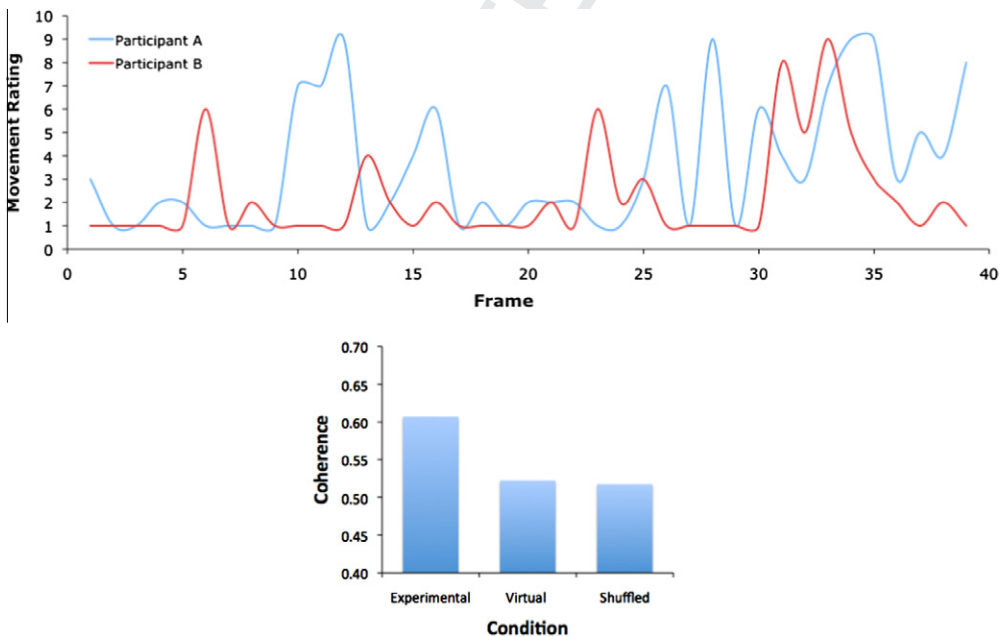 10
9
8
7
6
5
4
3
2
1
0
Movement Rating
Participant A
Participant B
0 5 10 15 20 25 30 35 40
Frame
0.70
0.65
0.60
0.55
0.50
0.45
0.40
Coherence
Experimental Virtual Shuffled
Condition